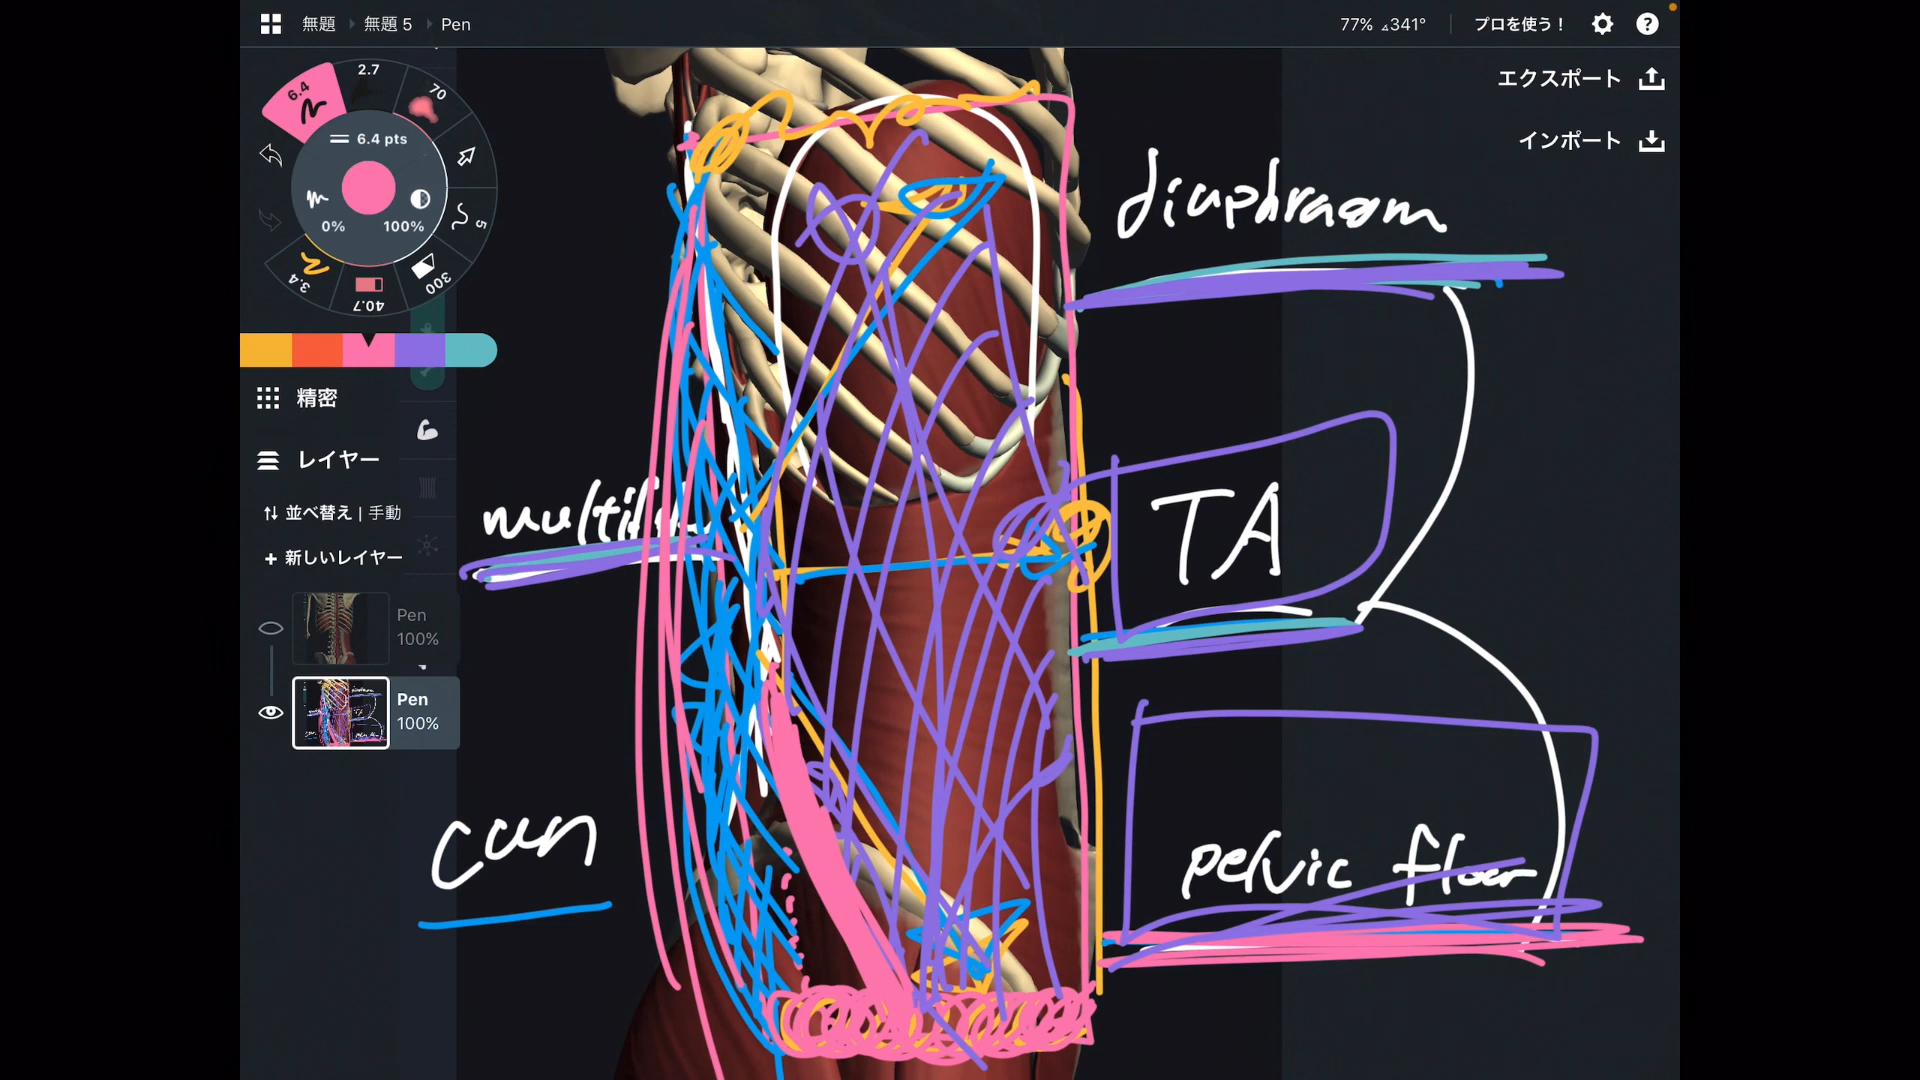 無題 無題 5 Pen
77% ⊿341° プロを使う！
エクスポート
インポート
2.7
6.4
70
6.4 pts
0% 100%
5
3.4
40.7
300
精密
レイヤー
並べ替え | 手動
+ 新しいレイヤー
Pen
100%
Pen
100%
diaphragm
TA
pelvic floor
can